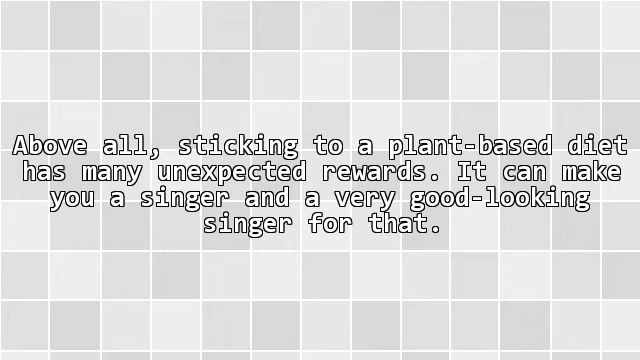 Above all, sticking to a plant-based diet
has many unexpected rewards. It can make
you a singer and a very good-looking
singer for that.